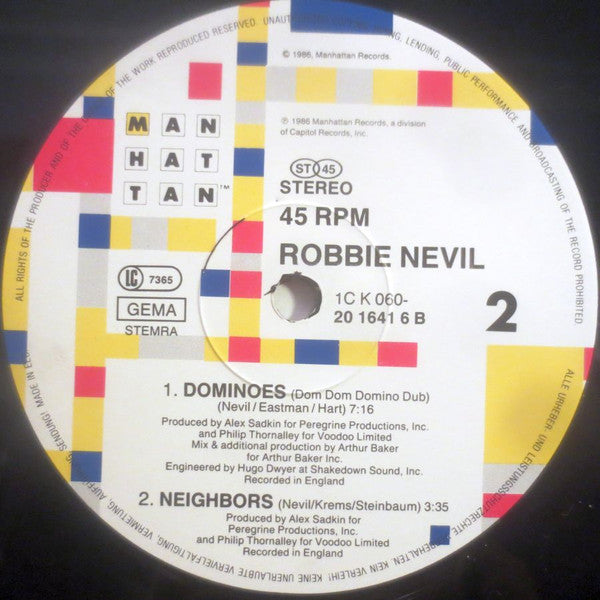 ALL RIGHTS OF THE PRODUCER AND OF THE
OF THE WORK REPRODUCED RESERVED. UNAUTHORIZED
LENDING, PUBLIC PERFORMANCE AND BROADCASTING OF THE RECORD PROHIBITED
© 1986, Manhattan Records.
℗ 1986 Manhattan Records, a division
of Capitol Records, Inc.
MAN
HAT
TAN™
ST 45
STEREO
45 RPM
ROBBIE NEVIL
LC 7365
1C K 060-
20 1641 6 B
2
GEMA
STEMRA
1. DOMINOES (Dom Dom Domino Dub)
(Nevil/Eastman/Hart) 7:16
Produced by Alex Sadkin for Peregrine Productions, Inc.
and Philip Thornalley for Voodoo Limited
Mix & additional production by Arthur Baker
for Arthur Baker Inc.
Engineered by Hugo Dwyer at Shakedown Sound, Inc.
Recorded in England
2. NEIGHBORS (Nevil/Krems/Steinbaum) 3:35
Produced by Alex Sadkin for
Peregrine Productions, Inc.
and Philip Thornalley for Voodoo Limited
Recorded in England
ALLE URHEBER- UND LEISTUNGSSCHUTZRECHTE
KEIN VERLEIH! KEINE UNERLAUBTE VERVIELFÄLTIGUNG, VERMIETUNG,
SENDUNG! MADE IN